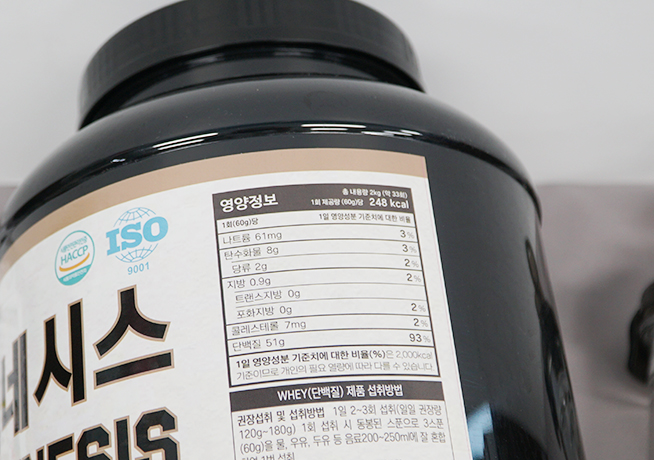 HACCP
ISO
9001
네시스
NESIS
영양정보
총 내용량 2kg (약 33회)
1회 제공량 (60g)당 248 kcal
1회(60g)당 1일 영양성분 기준치에 대한 비율
나트륨 61mg 3%
탄수화물 8g 3%
당류 2g 2%
지방 0.9g 2%
트랜스지방 0g
포화지방 0g 2%
콜레스테롤 7mg 2%
단백질 51g 93%
1일 영양성분 기준치에 대한 비율(%)은 2,000kcal
기준이므로 개인의 필요 열량에 따라 다를 수 있습니다.
WHEY(단백질) 제품 섭취방법
권장섭취 및 섭취방법 1일 2~3회 섭취(일일 권장량
120g~180g) 1회 섭취 시 동봉된 스푼으로 3스푼
(60g)을 물, 우유, 두유 등 음료200~250ml에 잘 혼합